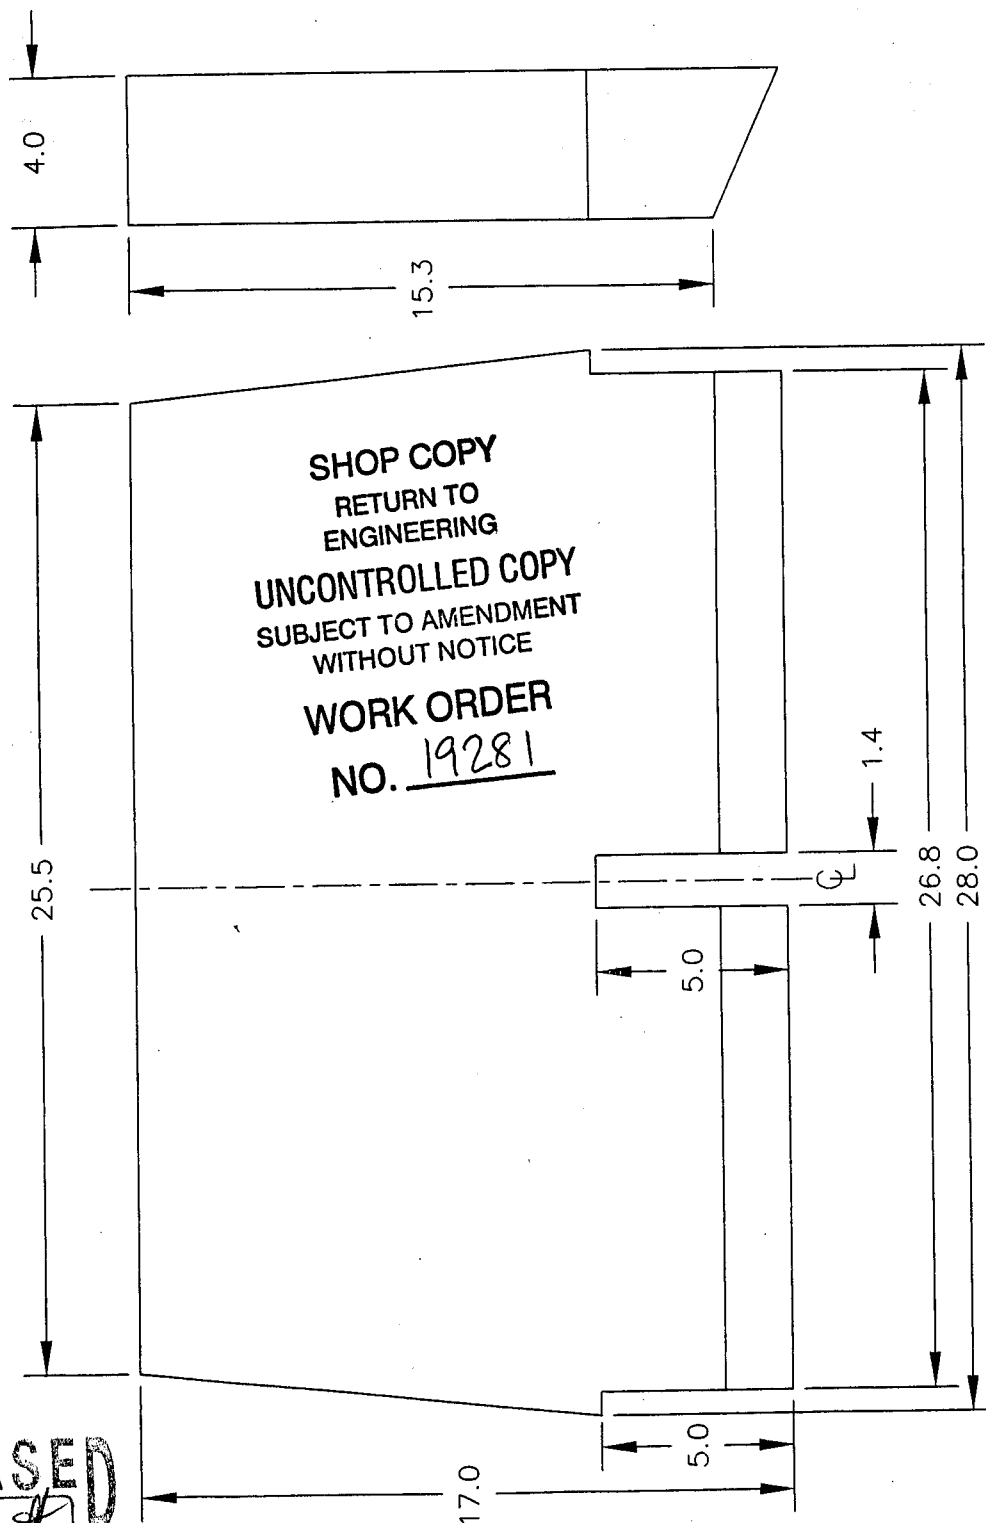 4.0
15.3
25.5
SHOP COPY
RETURN TO
ENGINEERING
UNCONTROLLED COPY
SUBJECT TO AMENDMENT
WITHOUT NOTICE
WORK ORDER
NO. 19281
1.4
℄
26.8
28.0
5.0
5.0
17.0
ASED